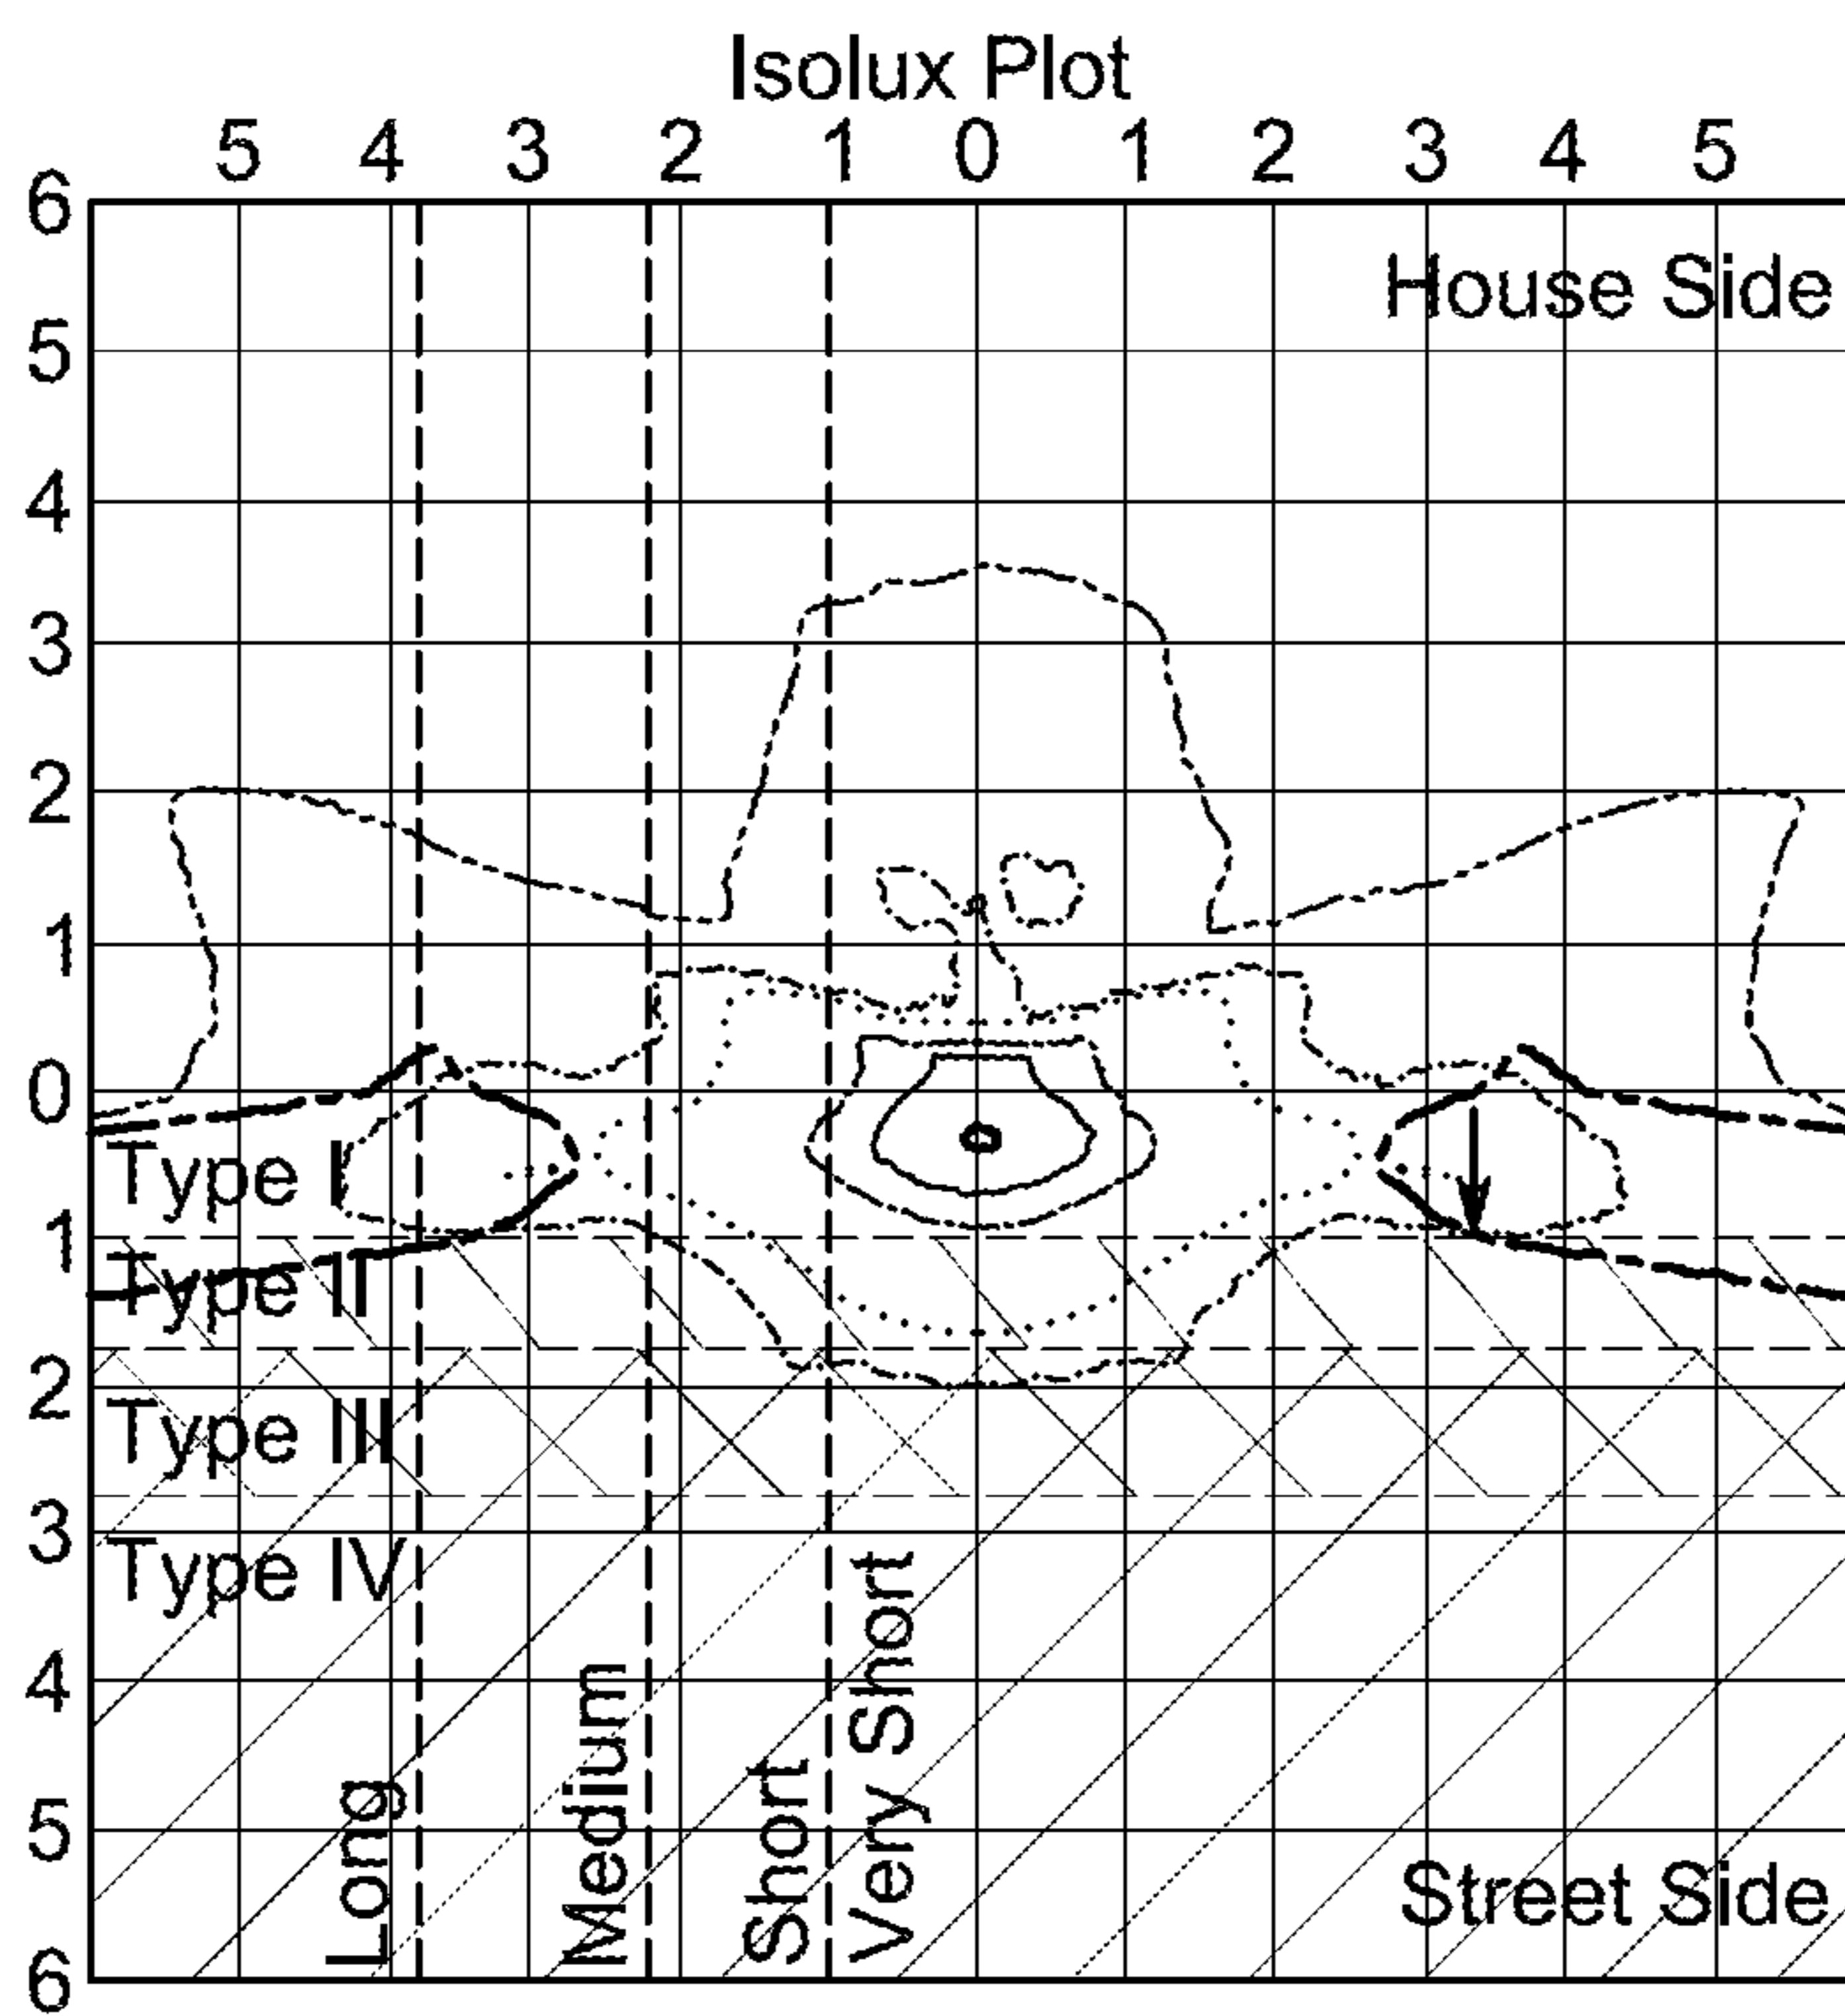 Isolux Plot
5 4 3 2 1 0 1 2 3 4 5
6
House Side
5
4
3
2
1
0
Type I
1
Type II
2
Type III
3
Type IV
4
5
6
Long
Medium
Short
Very Short
Street Side